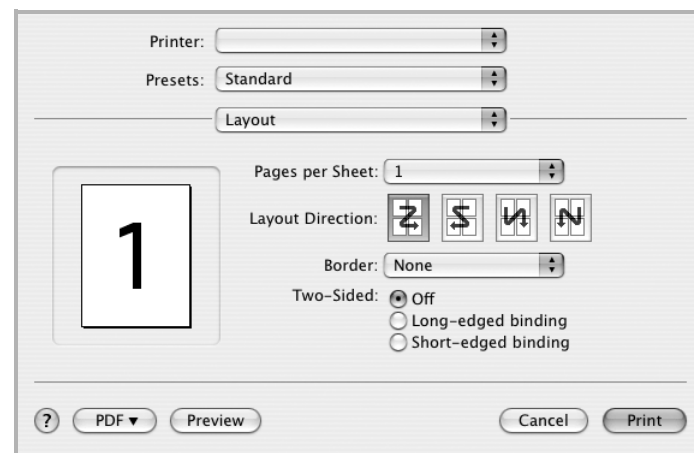 Printer:
Presets: Standard
Layout
Pages per Sheet: 1
Layout Direction:
1
Border: None
Two-Sided: Off
Long-edged binding
Short-edged binding
? PDF▼ Preview Cancel Print